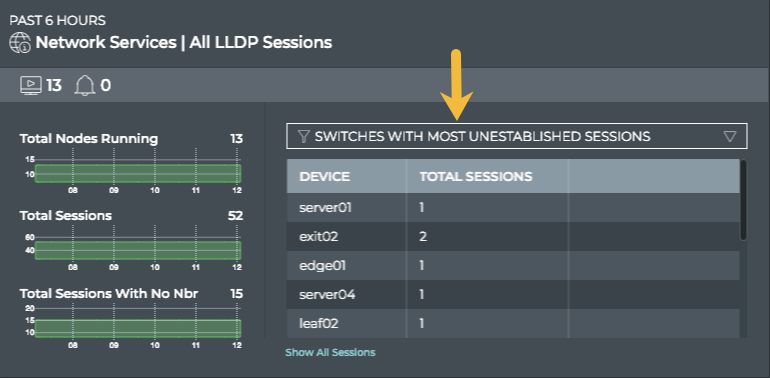 PAST 6 HOURS
Network Services | All LLDP Sessions
13 0
Total Nodes Running 13
15
10
08 09 10 11 12
Total Sessions 52
60
40
08 09 10 11 12
Total Sessions With No Nbr 15
20
15
10
08 09 10 11 12
SWITCHES WITH MOST UNESTABLISHED SESSIONS
DEVICE TOTAL SESSIONS
server01 1
exit02 2
edge01 1
server04 1
leaf02 1
Show All Sessions